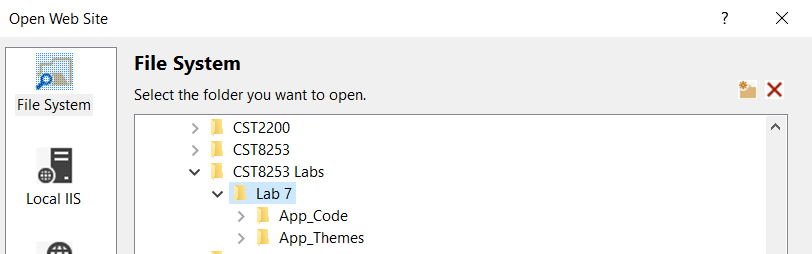 Open Web Site
?
File System
Select the folder you want to open.
File System
Local IIS
CST2200
CST8253
CST8253 Labs
Lab 7
App_Code
App_Themes